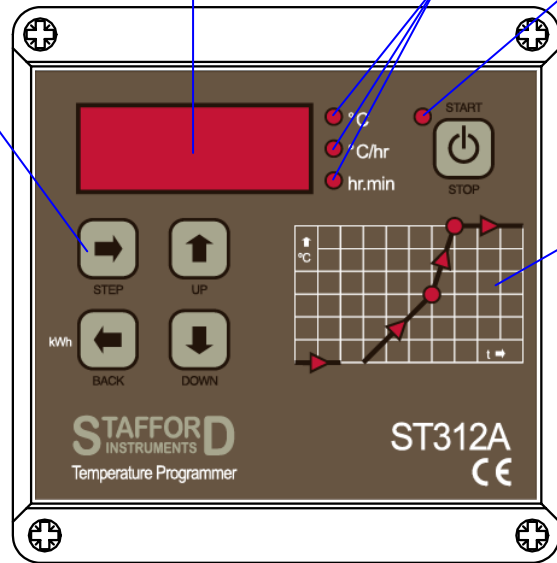 °C
°C/hr
hr.min
START
STOP
STEP
UP
kWh
BACK
DOWN
°C
t
STAFFORD
INSTRUMENTS
Temperature Programmer
ST312A
CE